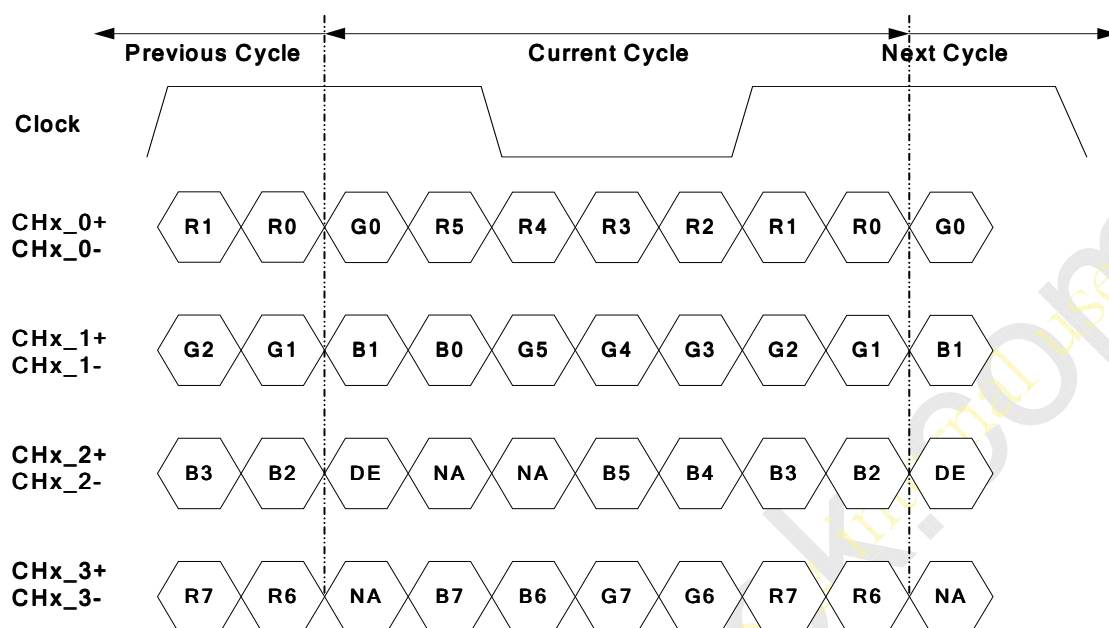 Previous Cycle Current Cycle Next Cycle
Clock
CHx_0+
CHx_0-
R1 R0 G0 R5 R4 R3 R2 R1 R0 G0
CHx_1+
CHx_1-
G2 G1 B1 B0 G5 G4 G3 G2 G1 B1
CHx_2+
CHx_2-
B3 B2 DE NA NA B5 B4 B3 B2 DE
CHx_3+
CHx_3-
R7 R6 NA B7 B6 G7 G6 R7 R6 NA